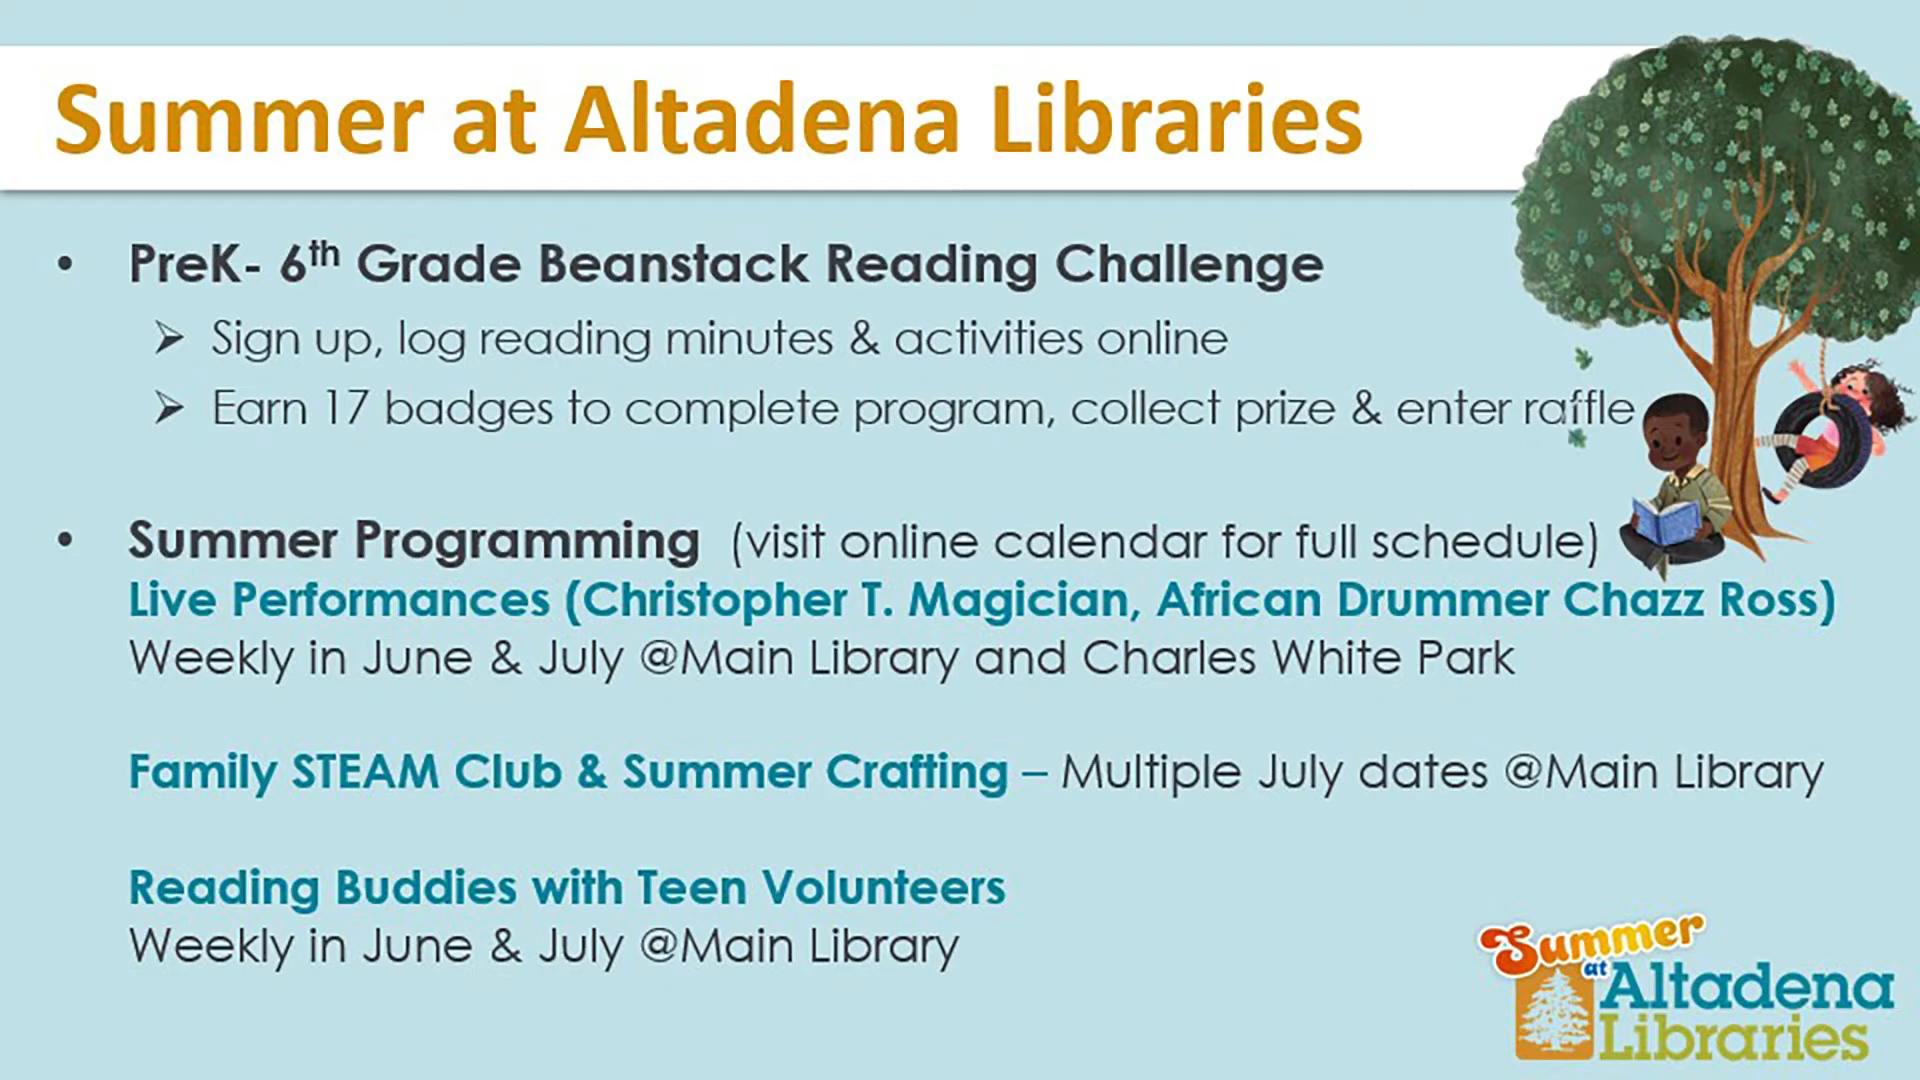 Summer at Altadena Libraries
• PreK- 6th Grade Beanstack Reading Challenge
➢ Sign up, log reading minutes & activities online
➢ Earn 17 badges to complete program, collect prize & enter raffle
• Summer Programming (visit online calendar for full schedule)
Live Performances (Christopher T. Magician, African Drummer Chazz Ross)
Weekly in June & July @Main Library and Charles White Park
Family STEAM Club & Summer Crafting – Multiple July dates @Main Library
Reading Buddies with Teen Volunteers
Weekly in June & July @Main Library
Summer
at Altadena
Libraries